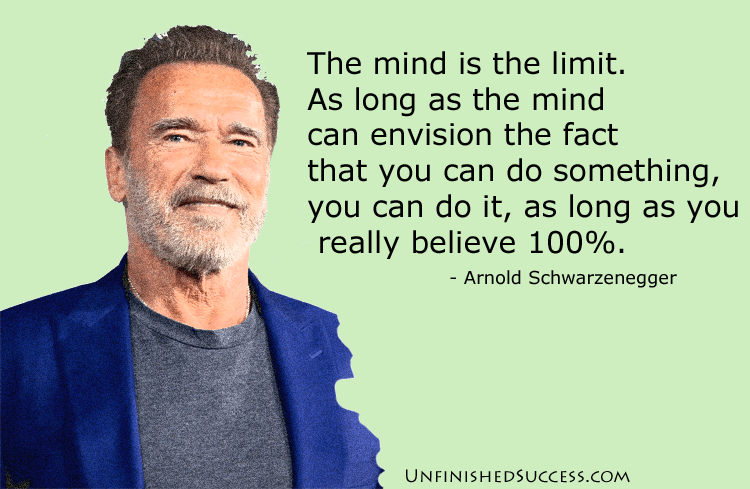 The mind is the limit.
As long as the mind
can envision the fact
that you can do something,
you can do it, as long as you
really believe 100%.
- Arnold Schwarzenegger
UnfinishedSuccess.com